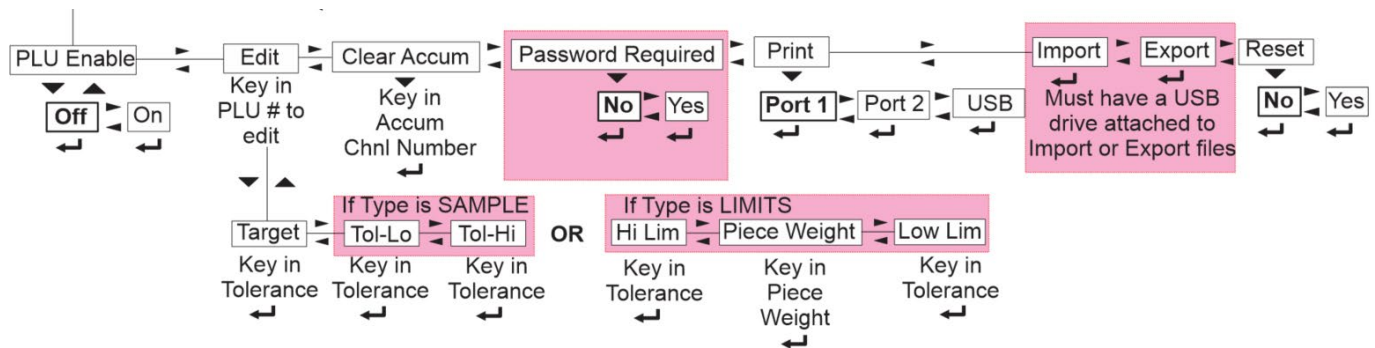 PLU Enable
Edit
Clear Accum
Password Required
Print
Import
Export
Reset
Off
On
Key in
PLU # to
edit
Key in
Accum
Chnl Number
No
Yes
Port 1
Port 2
USB
Must have a USB
drive attached to
Import or Export files
No
Yes
If Type is SAMPLE
If Type is LIMITS
Target
Tol-Lo
Tol-Hi
OR
Hi Lim
Piece Weight
Low Lim
Key in
Tolerance
Key in
Tolerance
Key in
Tolerance
Key in
Tolerance
Key in
Piece
Weight
Key in
Tolerance